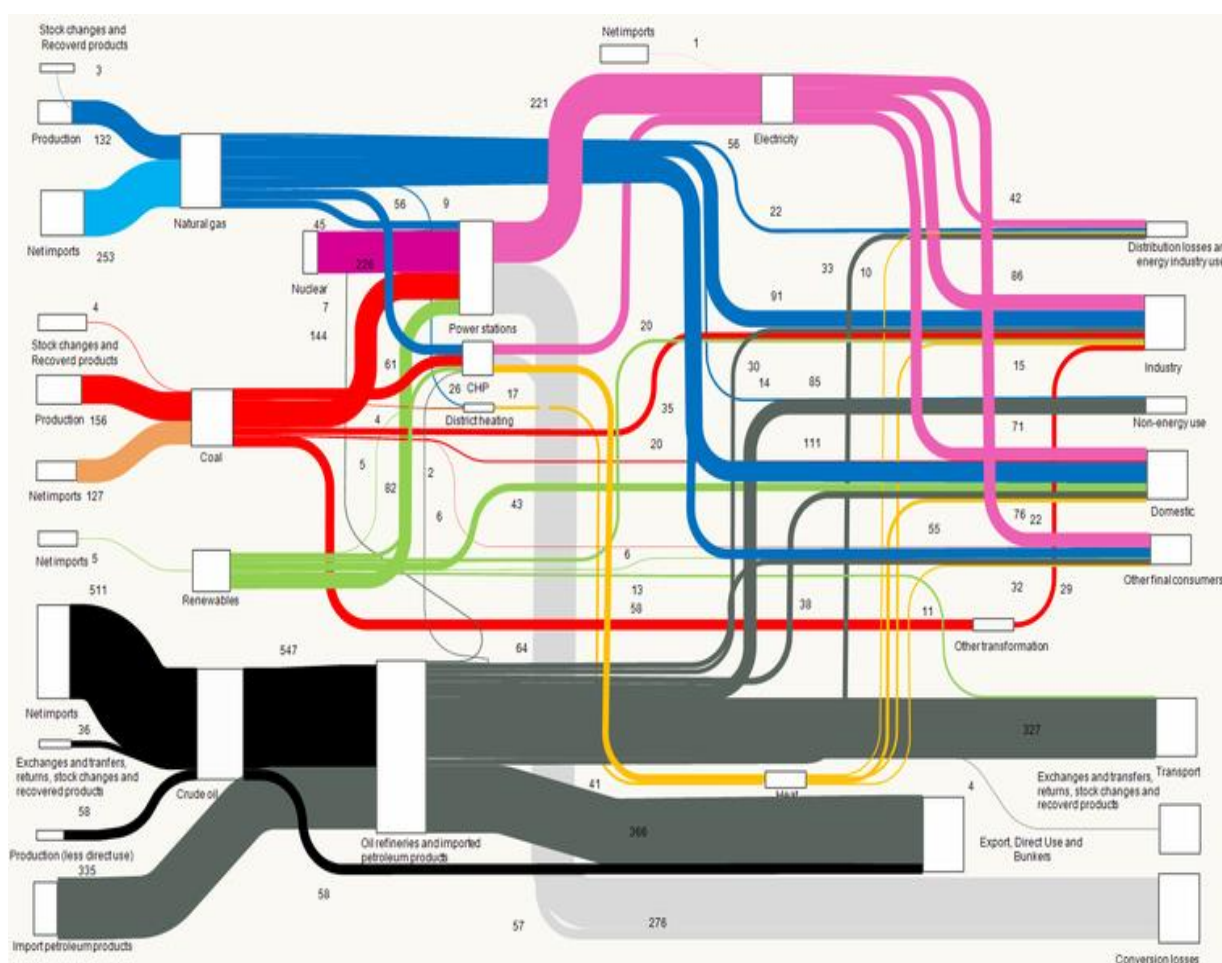 Stock changes and
Recoverd products
3
Production
132
Net imports
253
Natural gas
Net imports
1
221
Electricity
56
56
9
45
Nuclear
226
7
144
Power stations
22
42
Distribution losses an
energy industry use
33
10
86
91
Industry
4
Stock changes and
Recoverd products
Production
156
Net imports
127
Coal
61
CHP
26
17
District heating
4
20
30
14
85
15
35
20
111
71
Non-energy use
5
82
2
6
43
Domestic
76
22
55
Net imports
5
Renewables
6
13
58
38
11
32
29
Other final consumers
Other transformation
511
547
64
Net imports
36
Exchanges and tranfers,
returns, stock changes and
recovered products
58
Production (less direct use)
335
Import petroleum products
Crude oil
Oil refineries and imported
petroleum products
41
Heat
327
Transport
4
Exchanges and transfers,
returns, stock changes and
recoverd products
366
Export, Direct Use and
Bunkers
58
57
276
Conversion losses